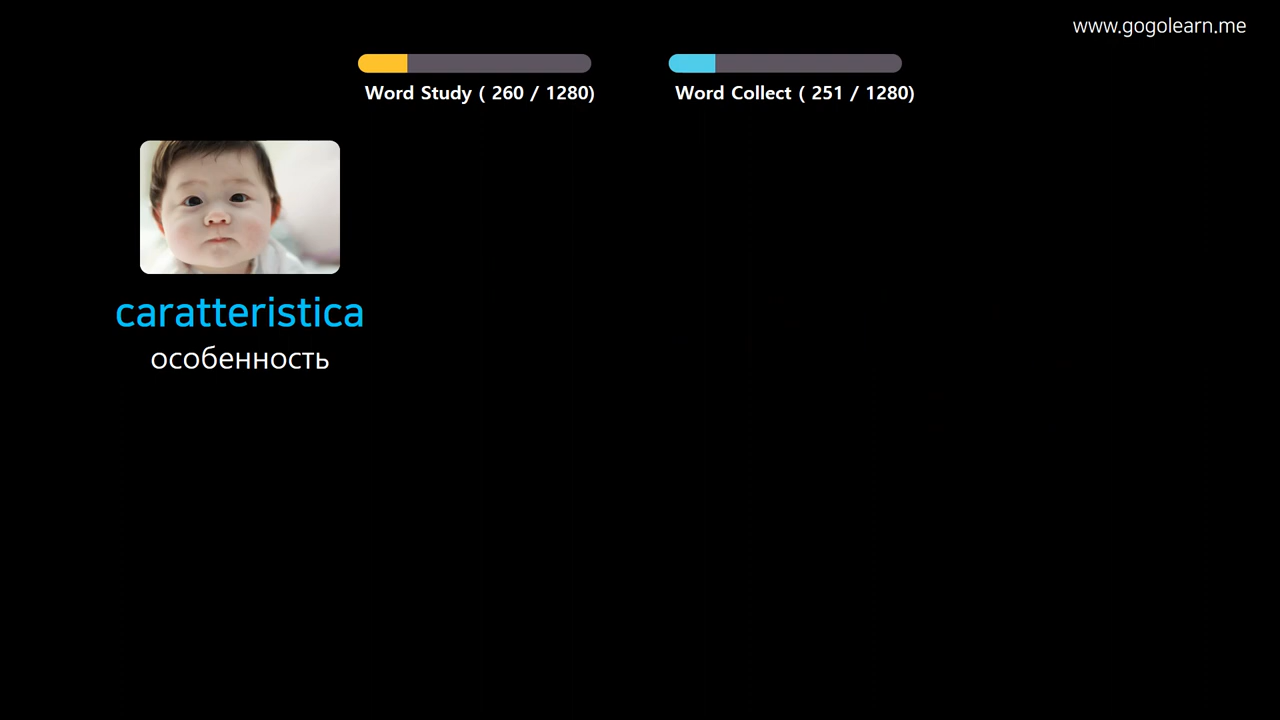 www.gogolearn.me
Word Study ( 260 / 1280)
Word Collect ( 251 / 1280)
caratteristica
особенность